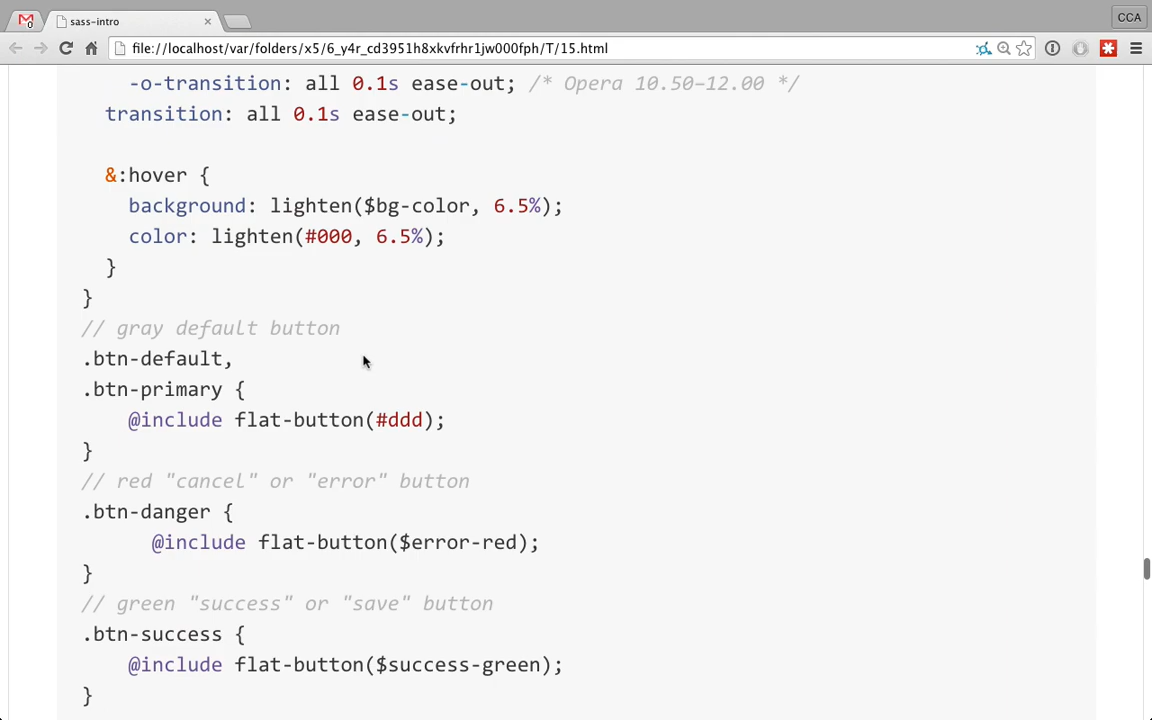 0
sass-intro
CCA
file://localhost/var/folders/x5/6_y4r_cd3951h8xkvfrhr1jw000fph/T/15.html
-o-transition: all 0.1s ease-out; /* Opera 10.50–12.00 */
transition: all 0.1s ease-out;
&:hover {
background: lighten($bg-color, 6.5%);
color: lighten(#000, 6.5%);
}
}
// gray default button
.btn-default,
.btn-primary {
@include flat-button(#ddd);
}
// red "cancel" or "error" button
.btn-danger {
@include flat-button($error-red);
}
// green "success" or "save" button
.btn-success {
@include flat-button($success-green);
}